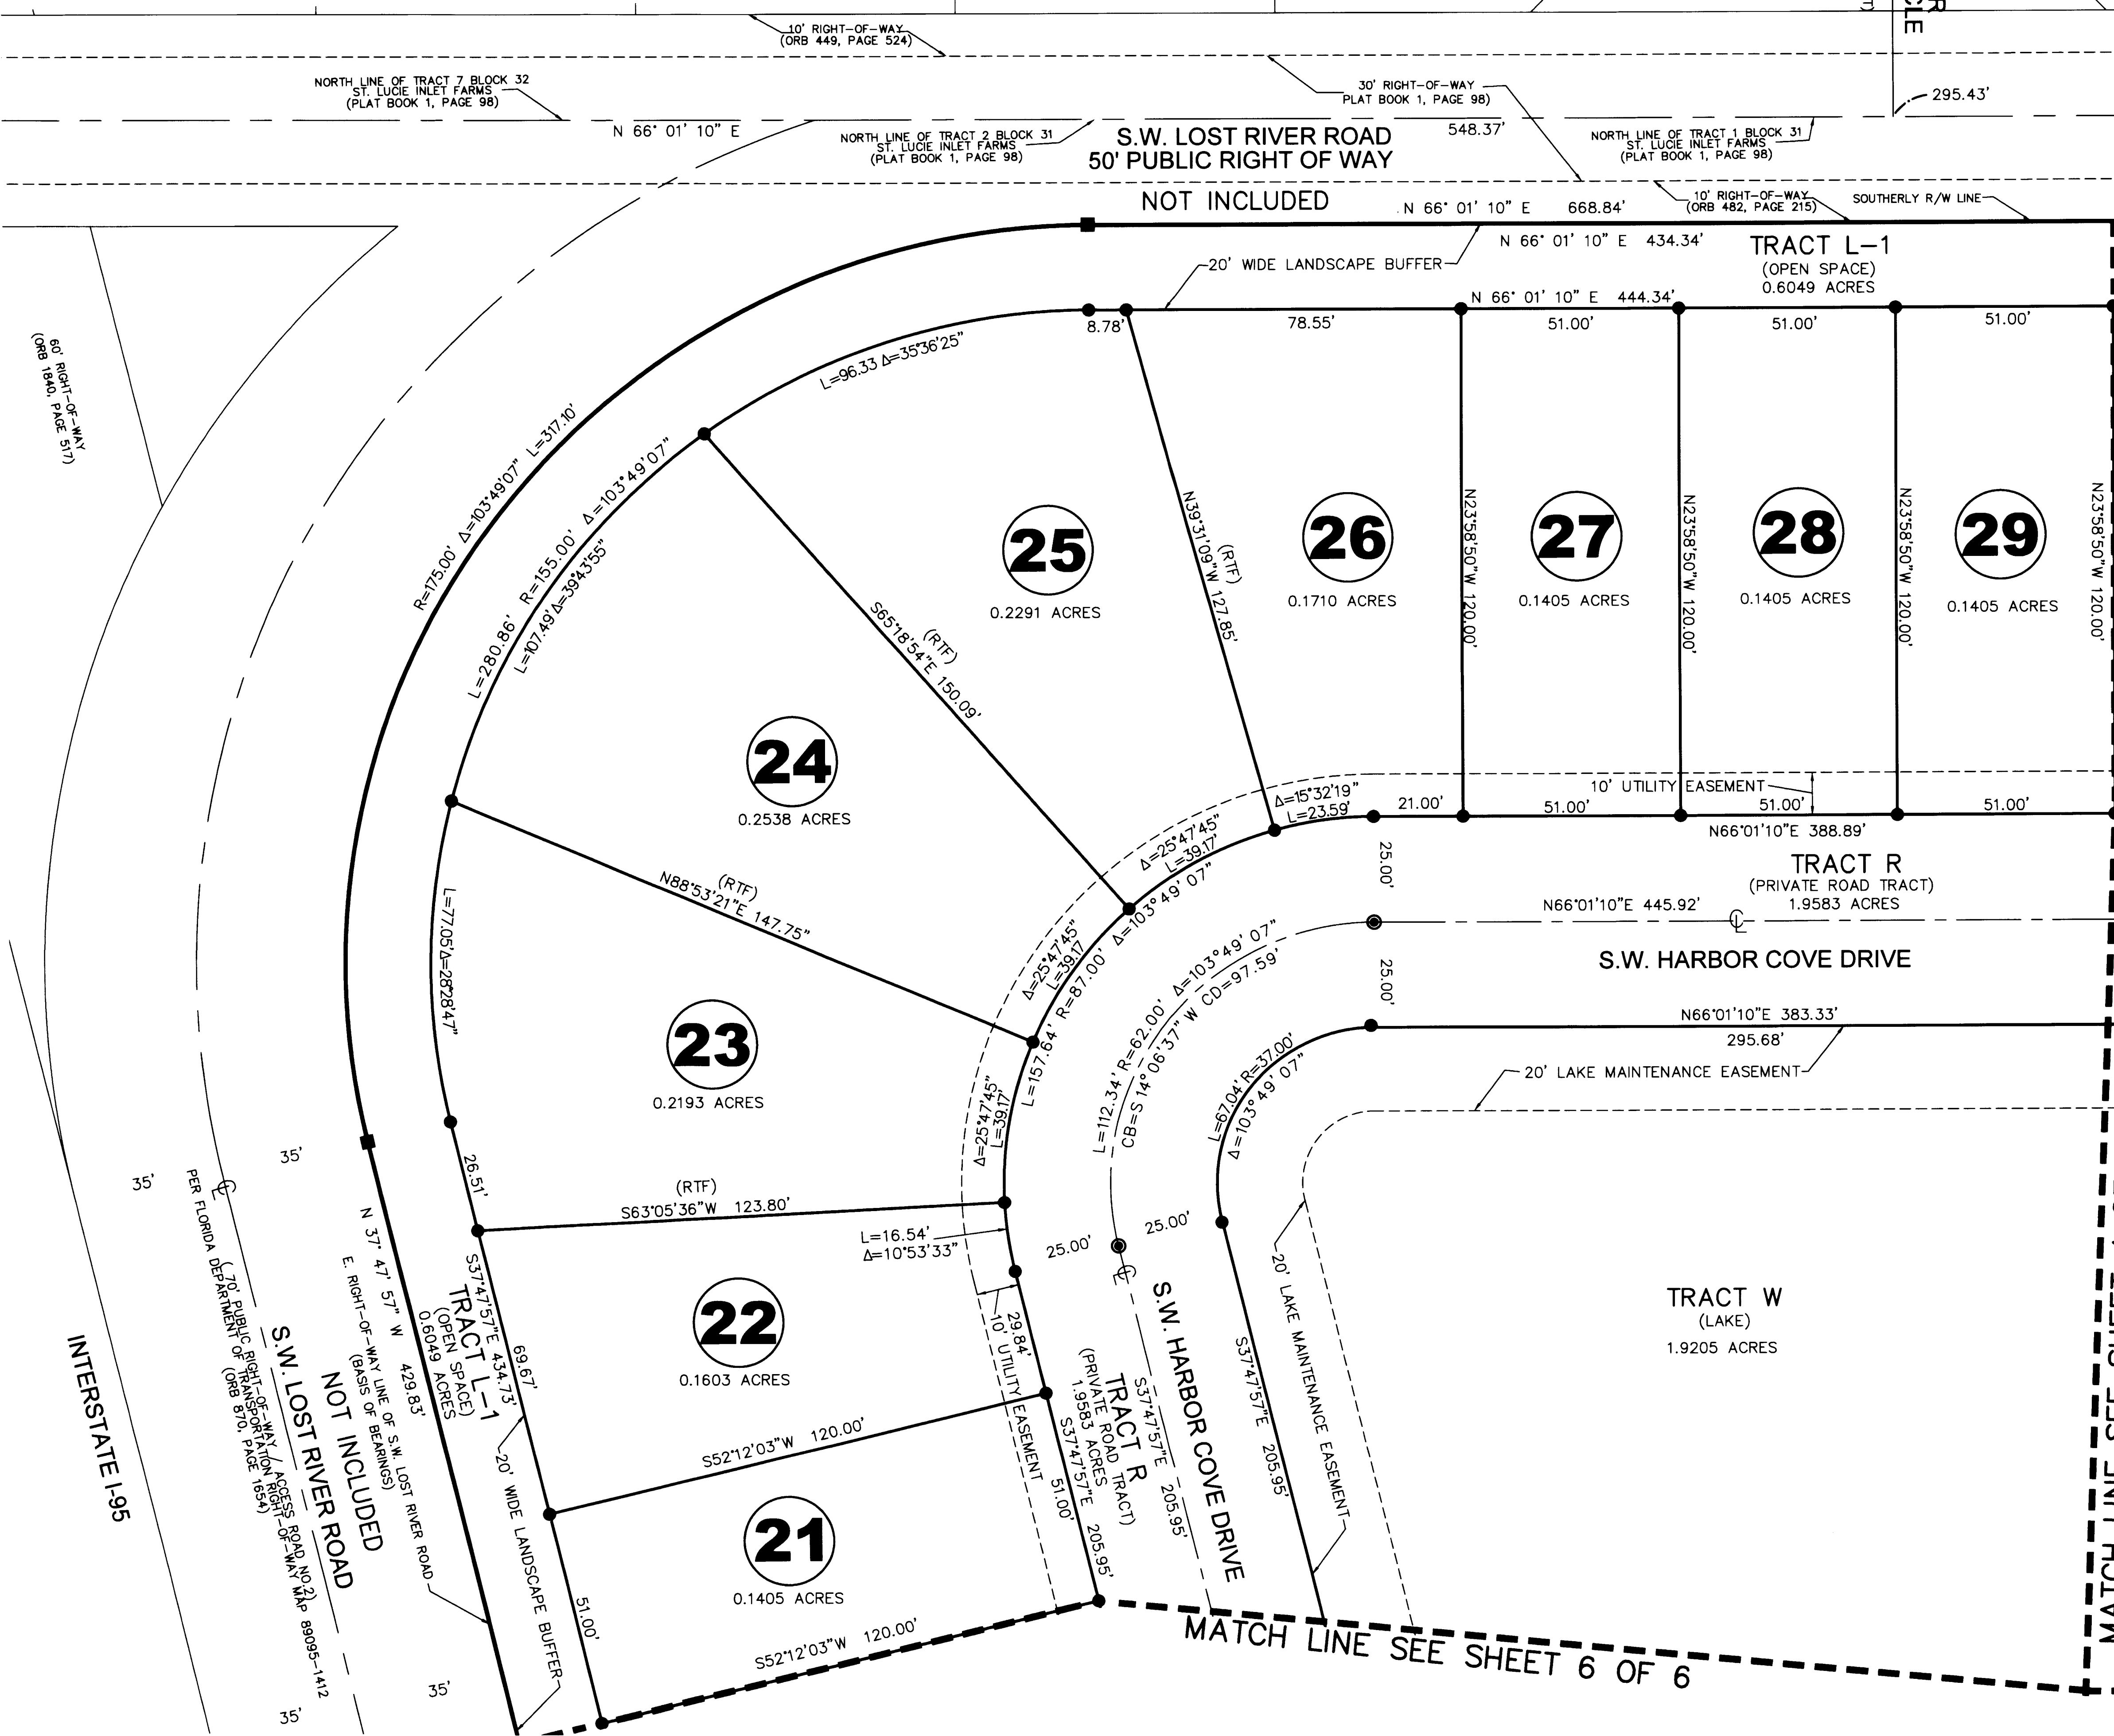 10' RIGHT-OF-WAY
(ORB 449, PAGE 524)
R
CLE
NORTH LINE OF TRACT 7 BLOCK 32
ST. LUCIE INLET FARMS
(PLAT BOOK 1, PAGE 98)
30' RIGHT-OF-WAY
PLAT BOOK 1, PAGE 98)
295.43'
N 66° 01' 10" E
NORTH LINE OF TRACT 2 BLOCK 31
ST. LUCIE INLET FARMS
(PLAT BOOK 1, PAGE 98)
S.W. LOST RIVER ROAD
50' PUBLIC RIGHT OF WAY
548.37'
NORTH LINE OF TRACT 1 BLOCK 31
ST. LUCIE INLET FARMS
(PLAT BOOK 1, PAGE 98)
NOT INCLUDED
N 66° 01' 10" E 668.84'
10' RIGHT-OF-WAY
(ORB 482, PAGE 215)
SOUTHERLY R/W LINE
N 66° 01' 10" E 434.34'
TRACT L-1
(OPEN SPACE)
0.6049 ACRES
20' WIDE LANDSCAPE BUFFER
N 66° 01' 10" E 444.34'
8.78'
78.55'
51.00'
51.00'
51.00'
60' RIGHT-OF-WAY
(ORB 1840, PAGE 517)
L=96.33 Δ=35°36'25"
R=175.00' Δ=103°49'07" L=317.10'
L=280.86' R=155.00' Δ=103°49'07"
L=107.49' Δ=39°43'55"
25
0.2291 ACRES
N39°31'09"W 127.85'
(RTF)
26
0.1710 ACRES
N23°58'50"W 120.00'
27
0.1405 ACRES
N23°58'50"W 120.00'
28
0.1405 ACRES
N23°58'50"W 120.00'
29
0.1405 ACRES
N23°58'50"W 120.00'
(RTF)
S65°18'54"E 150.09'
24
0.2538 ACRES
10' UTILITY EASEMENT
Δ=15°32'19"
L=23.59'
21.00'
51.00'
51.00'
51.00'
N66°01'10"E 388.89'
Δ=25°47'45"
L=39.17'
25.00'
TRACT R
(PRIVATE ROAD TRACT)
1.9583 ACRES
(RTF)
N88°53'21"E 147.75'
L=77.05' Δ=28°28'47"
Δ=25°47'45"
L=39.17
L=157.64' R=87.00' Δ=103°49' 07"
N66°01'10"E 445.92'
S.W. HARBOR COVE DRIVE
25.00'
L=112.34' R=62.00' Δ=103°49' 07"
CB=S 14° 06'37" W CD=97.59'
23
0.2193 ACRES
N66°01'10"E 383.33'
295.68'
L=67.04' R=37.00'
Δ=103° 49' 07"
20' LAKE MAINTENANCE EASEMENT
Δ=25°47'45"
L=39.17'
35'
35'
26.51'
(RTF)
S63°05'36"W 123.80'
L=16.54'
Δ=10°53'33"
25.00'
25.00'
N 37° 47' 57" W 429.83'
E. RIGHT-OF-WAY LINE OF S.W. LOST RIVER ROAD
(BASIS OF BEARINGS)
S37°47'57"E 434.73'
TRACT L-1
(OPEN SPACE)
0.6049 ACRES
69.67'
22
0.1603 ACRES
29.84'
10' UTILITY EASEMENT
20' LAKE MAINTENANCE EASEMENT
TRACT W
(LAKE)
1.9205 ACRES
S.W. HARBOR COVE DRIVE
S37°47'57"E 205.95'
S37°47'57"E 205.95'
TRACT R
(PRIVATE ROAD TRACT)
1.9583 ACRES
S37°47'57"E 205.95'
51.00'
S52°12'03"W 120.00'
INTERSTATE I-95
S.W. LOST RIVER ROAD
NOT INCLUDED
( 70' PUBLIC RIGHT-OF-WAY / ACCESS ROAD NO.2)
PER FLORIDA DEPARTMENT OF TRANSPORTATION RIGHT-OF-WAY MAP 89095-1412
(ORB 870, PAGE 1654)
20' WIDE LANDSCAPE BUFFER
21
0.1405 ACRES
51.00'
S52°12'03"W 120.00'
35'
35'
MATCH LINE SEE SHEET 6 OF 6
MATCH LINE SEE SHEET